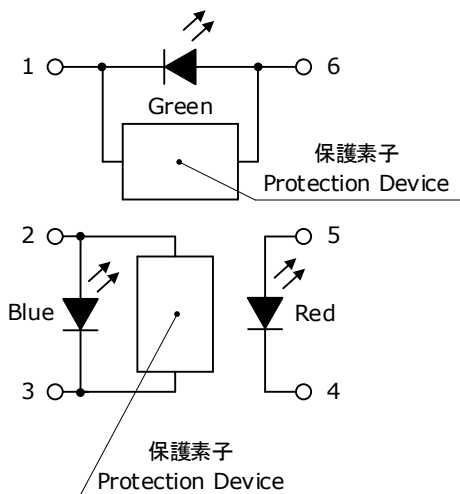 1
6
Green
保護素子
Protection Device
2
5
Blue
Red
3
4
保護素子
Protection Device